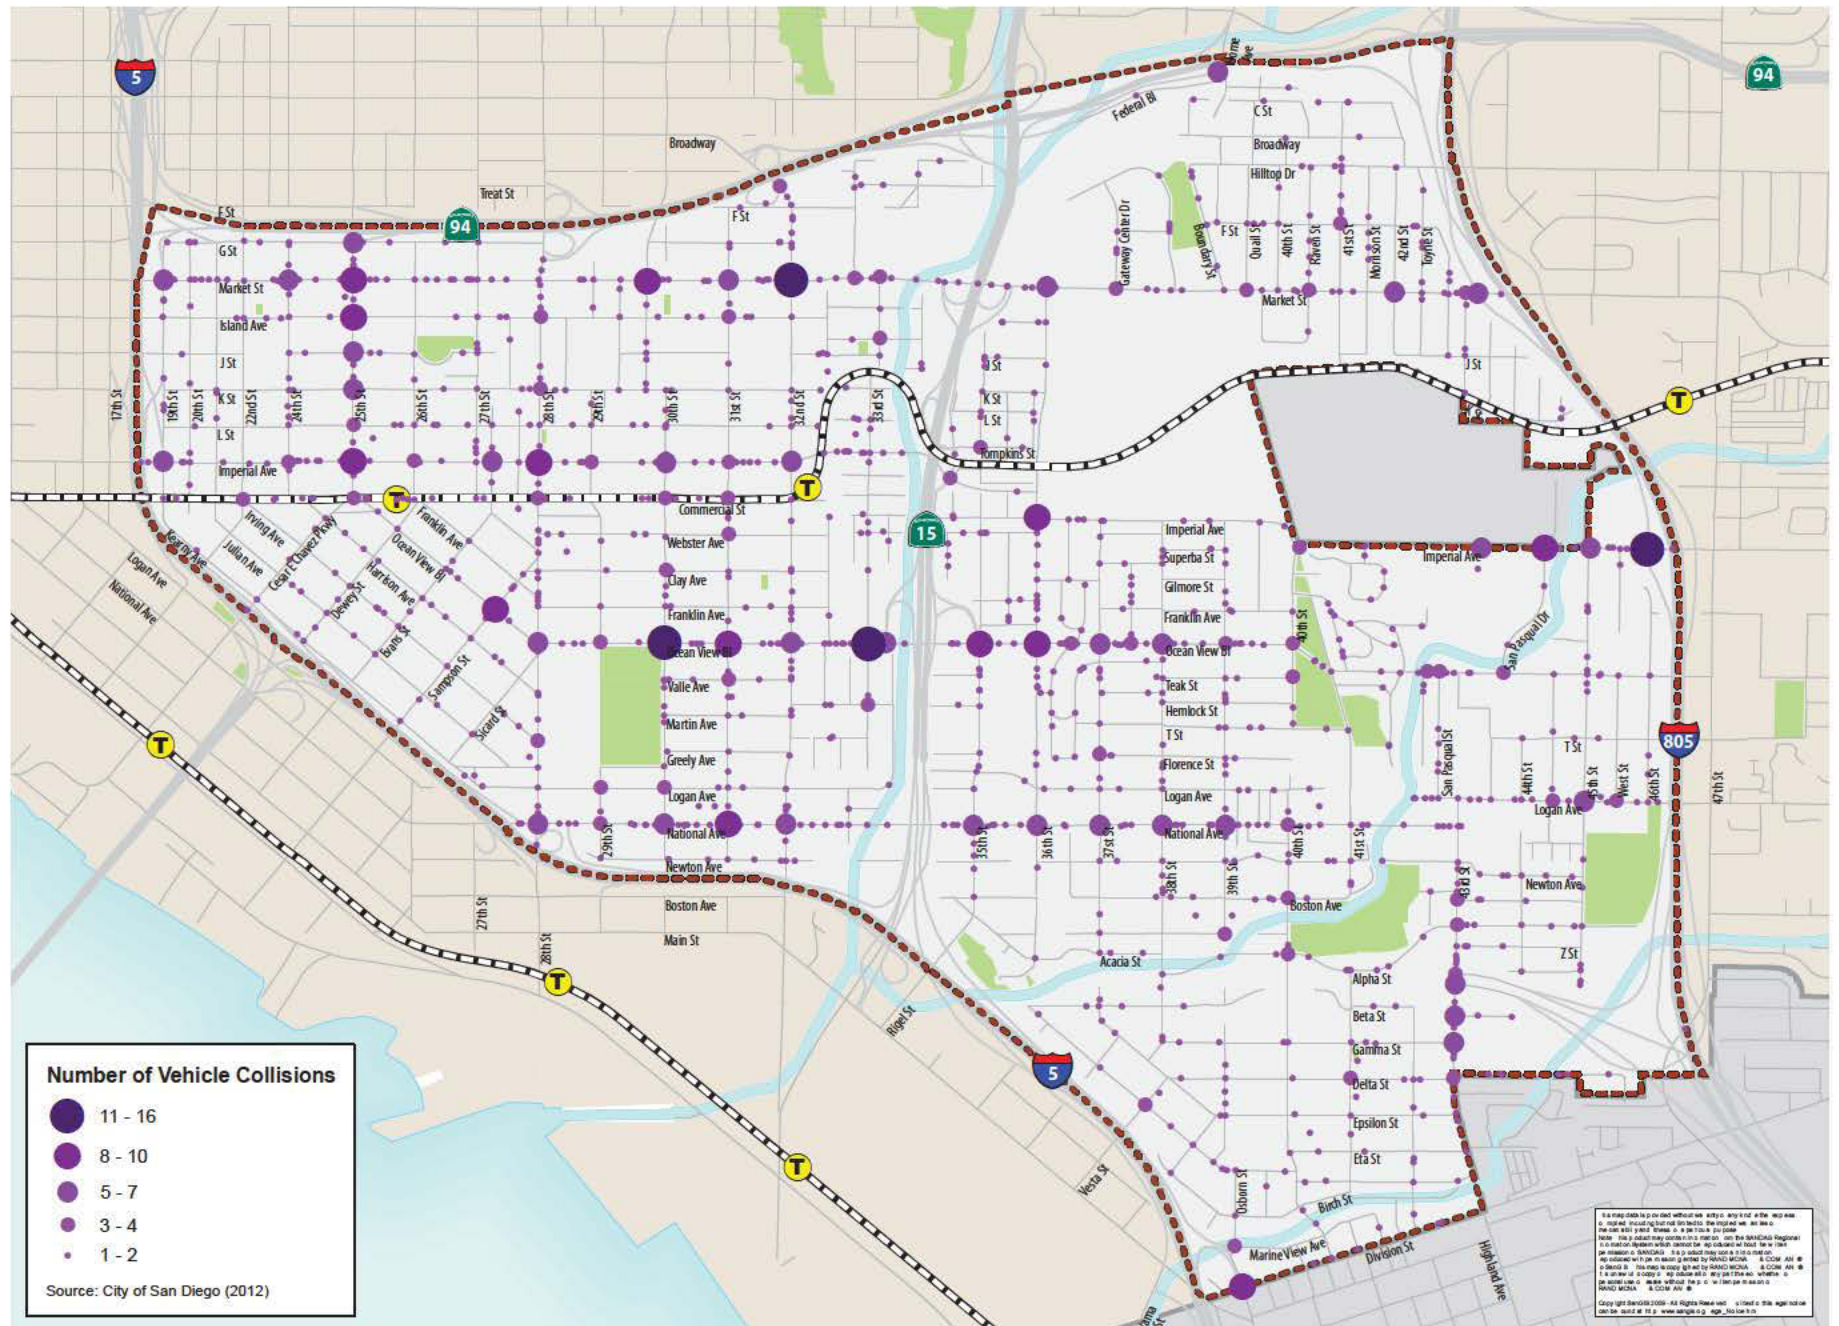 5
94
Home Ave
Federal Bl
C St
Broadway
Broadway
Hilltop Dr
Treat St
F St
94
F St
F St
G St
Gateway Center Dr
Boundary St
Quail St
40th St
Raven St
41st St
Morrison St
42nd St
Toyne St
Market St
Market St
Island Ave
J St
J St
J St
17th St
19th St
20th St
K St
22nd St
24th St
25th St
26th St
27th St
28th St
29th St
30th St
31st St
32nd St
33rd St
K St
L St
L St
T
Imperial Ave
Tompkins St
T
T
Commercial St
Irving Ave
Julian Ave
Kearny Ave
Cesar E Chavez Pkwy
Franklin Ave
Ocean View Bl
Harrison Ave
Logan Ave
National Ave
Dewey St
Evans St
Sampson St
Sicard St
15
Webster Ave
Clay Ave
Franklin Ave
Ocean View Bl
Valle Ave
Martin Ave
Greely Ave
Logan Ave
National Ave
Newton Ave
Boston Ave
Main St
Imperial Ave
Superba St
Gilmore St
Franklin Ave
Ocean View Bl
Teak St
Hemlock St
T St
Florence St
Logan Ave
National Ave
Imperial Ave
40th St
San Pasqual Dr
San Pasqual St
T St
44th St
45th St
West St
46th St
47th St
805
Logan Ave
T
27th St
28th St
29th St
35th St
36th St
37st St
38th St
39th St
40th St
41st St
43rd St
Newton Ave
Boston Ave
Acacia St
Z St
T
Rigel St
Alpha St
Beta St
Gamma St
Delta St
Epsilon St
Eta St
5
Vesta St
T
Osborn St
Birch St
Marine View Ave
Division St
Highland Ave
Number of Vehicle Collisions
11 - 16
8 - 10
5 - 7
3 - 4
1 - 2
Source: City of San Diego (2012)